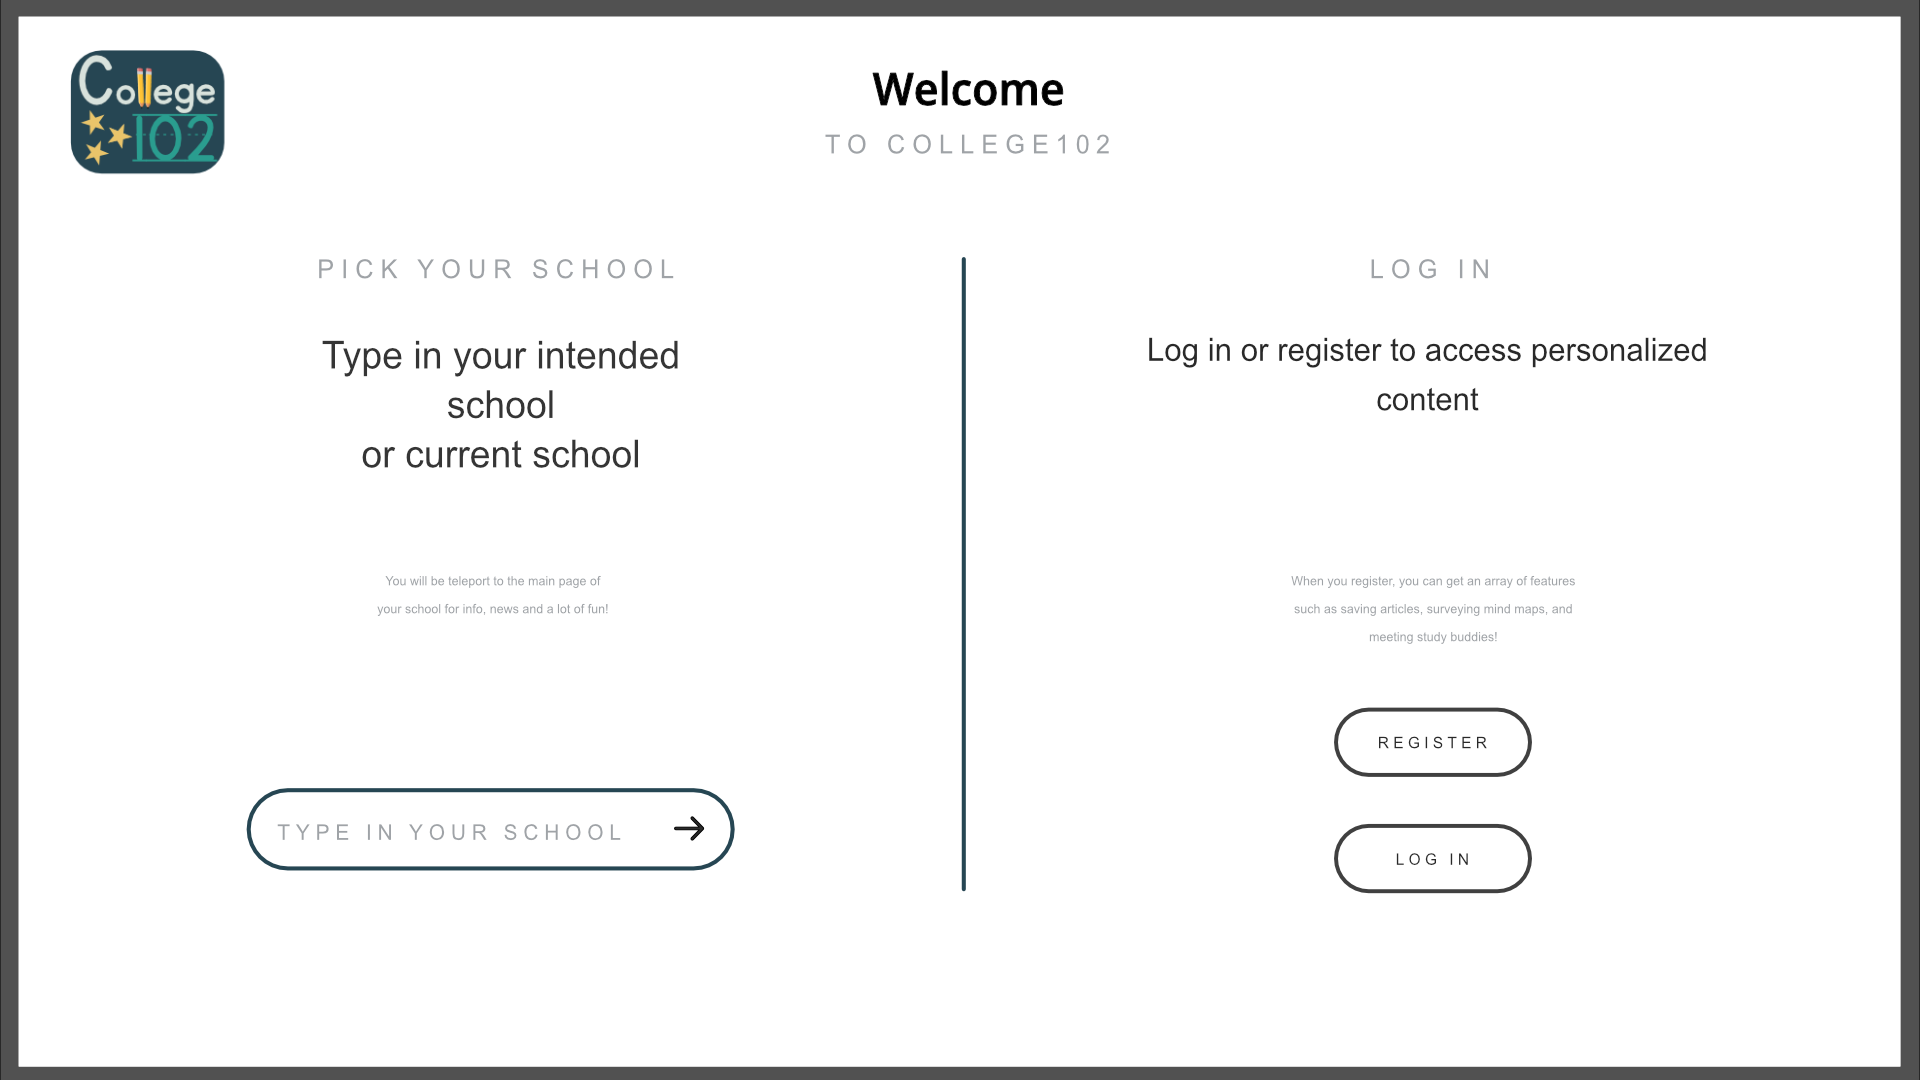 College
102
Welcome
TO COLLEGE102
PICK YOUR SCHOOL
Type in your intended
school
or current school
You will be teleport to the main page of
your school for info, news and a lot of fun!
TYPE IN YOUR SCHOOL
LOG IN
Log in or register to access personalized
content
When you register, you can get an array of features
such as saving articles, surveying mind maps, and
meeting study buddies!
REGISTER
LOG IN